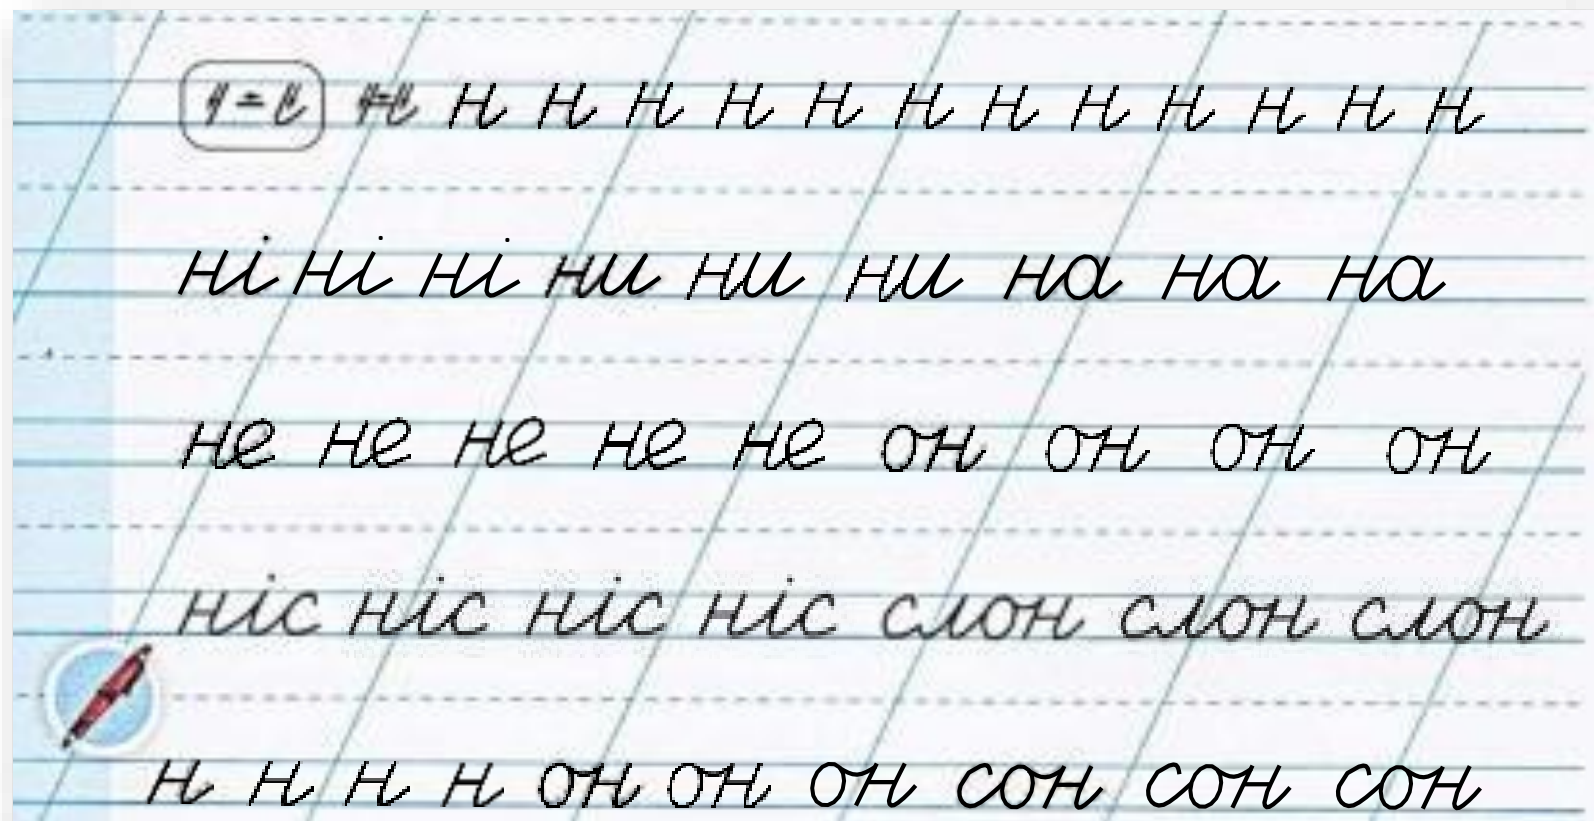 н н н н н н н н н н н н н
ні ні ні ни ни ни на на на
не не не не не он он он он
ніс ніс ніс ніс слон слон слон
н н н н он он он сон сон сон